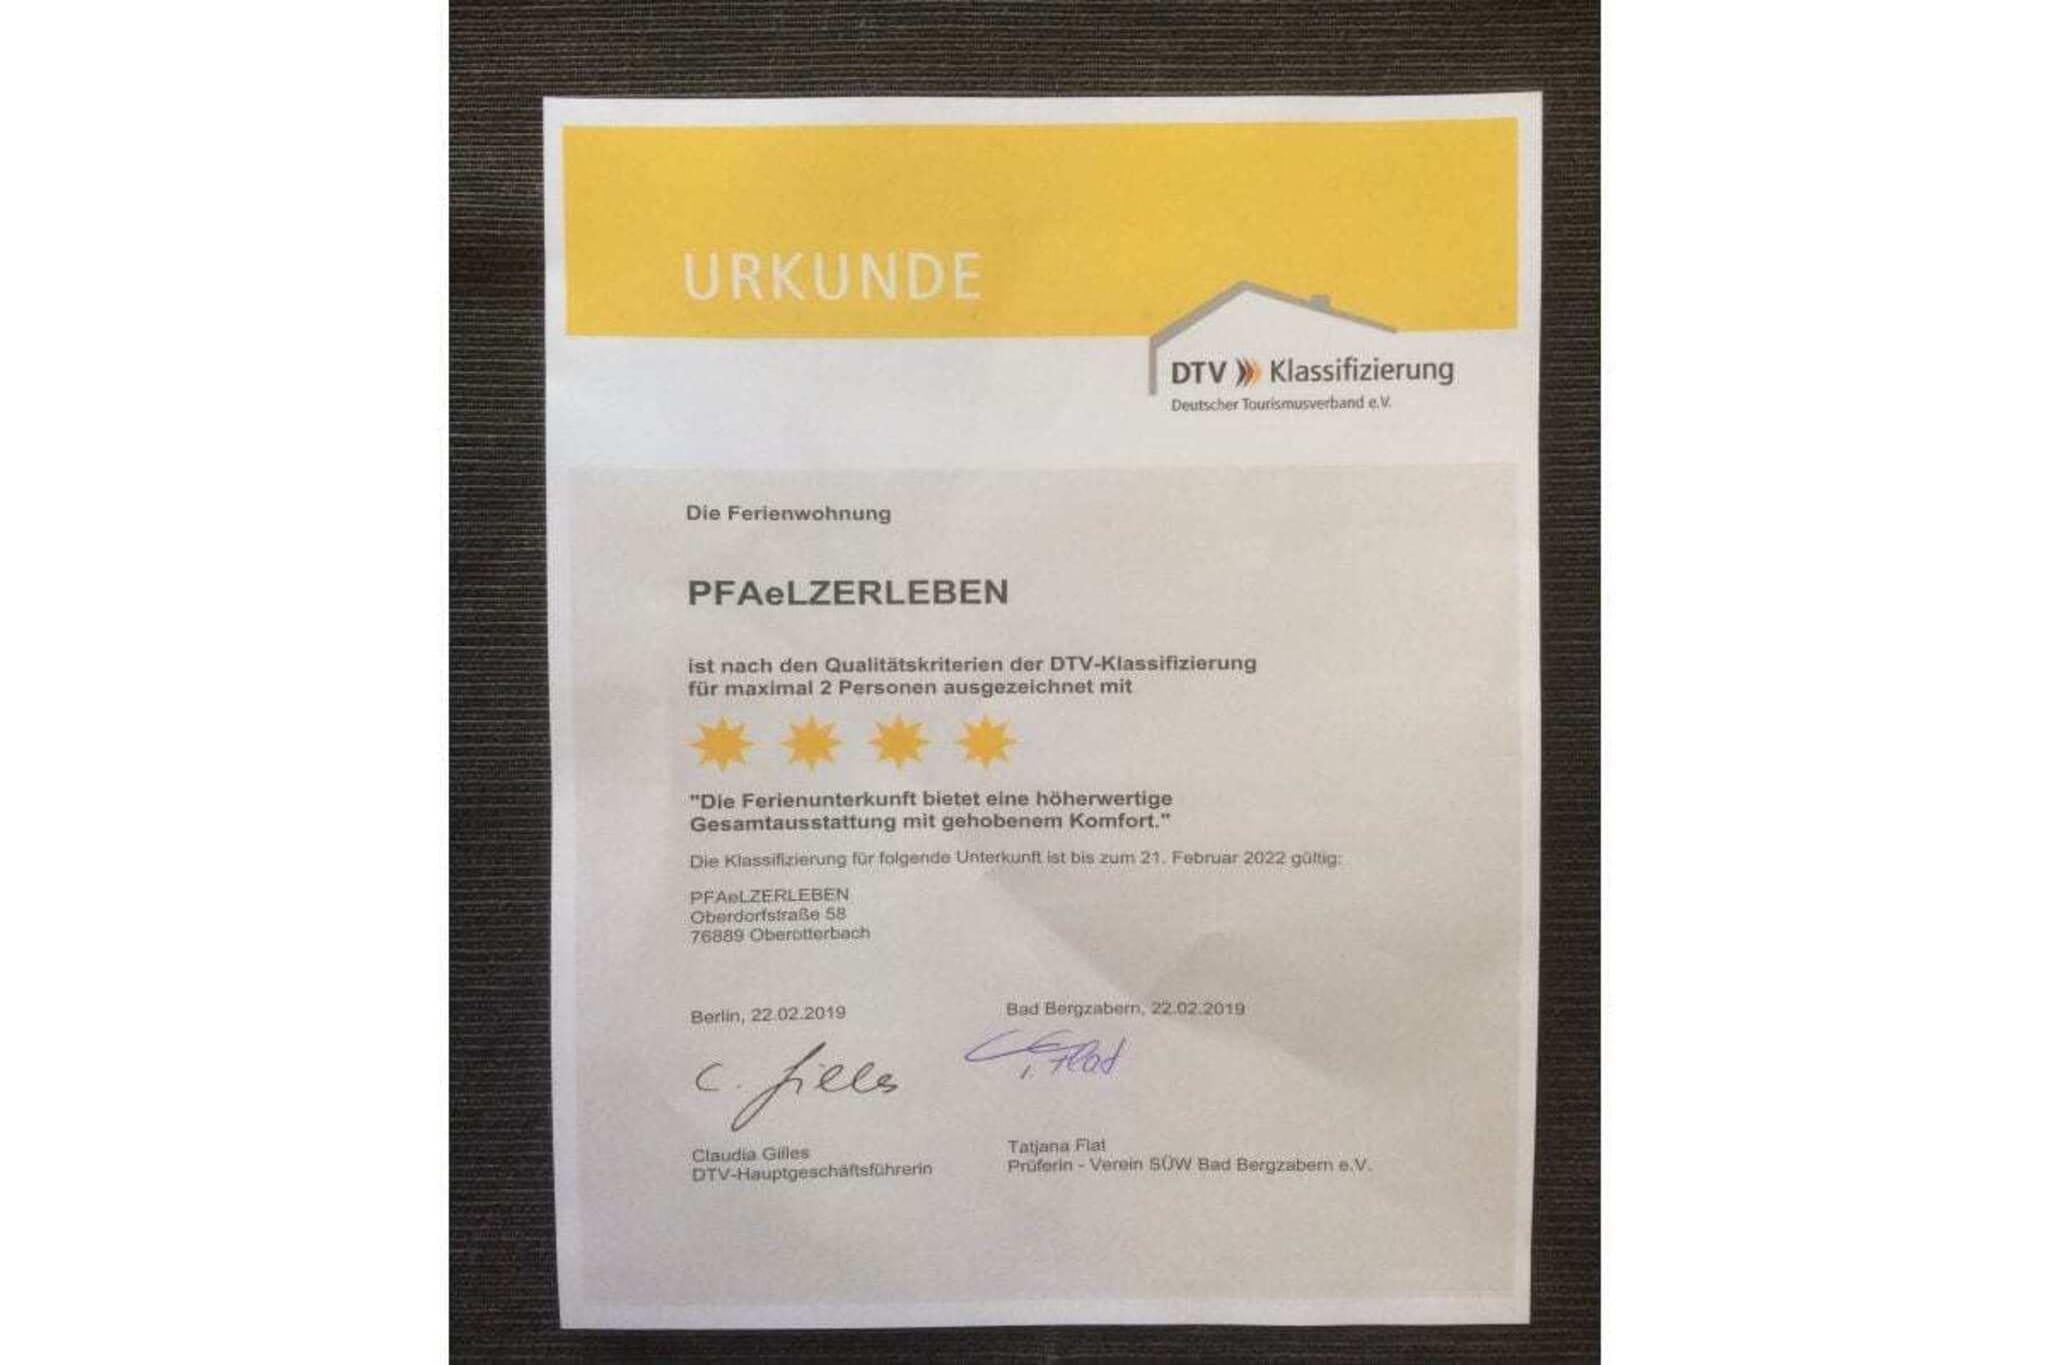 URKUNDE
DTV Klassifizierung
Deutscher Tourismusverband e.V.
Die Ferienwohnung
PFAeLZERLEBEN
ist nach den Qualitätskriterien der DTV-Klassifizierung
für maximal 2 Personen ausgezeichnet mit
"Die Ferienunterkunft bietet eine höherwertige
Gesamtausstattung mit gehobenem Komfort."
Die Klassifizierung für folgende Unterkunft ist bis zum 21. Februar 2022 gültig:
PFAeLZERLEBEN
Oberdorfstraße 58
76889 Oberotterbach
Berlin, 22.02.2019
C. Gilles
Claudia Gilles
DTV-Hauptgeschäftsführerin
Bad Bergzabern, 22.02.2019
Tatjana Flat
Prüferin - Verein SÜW Bad Bergzabern e.V.